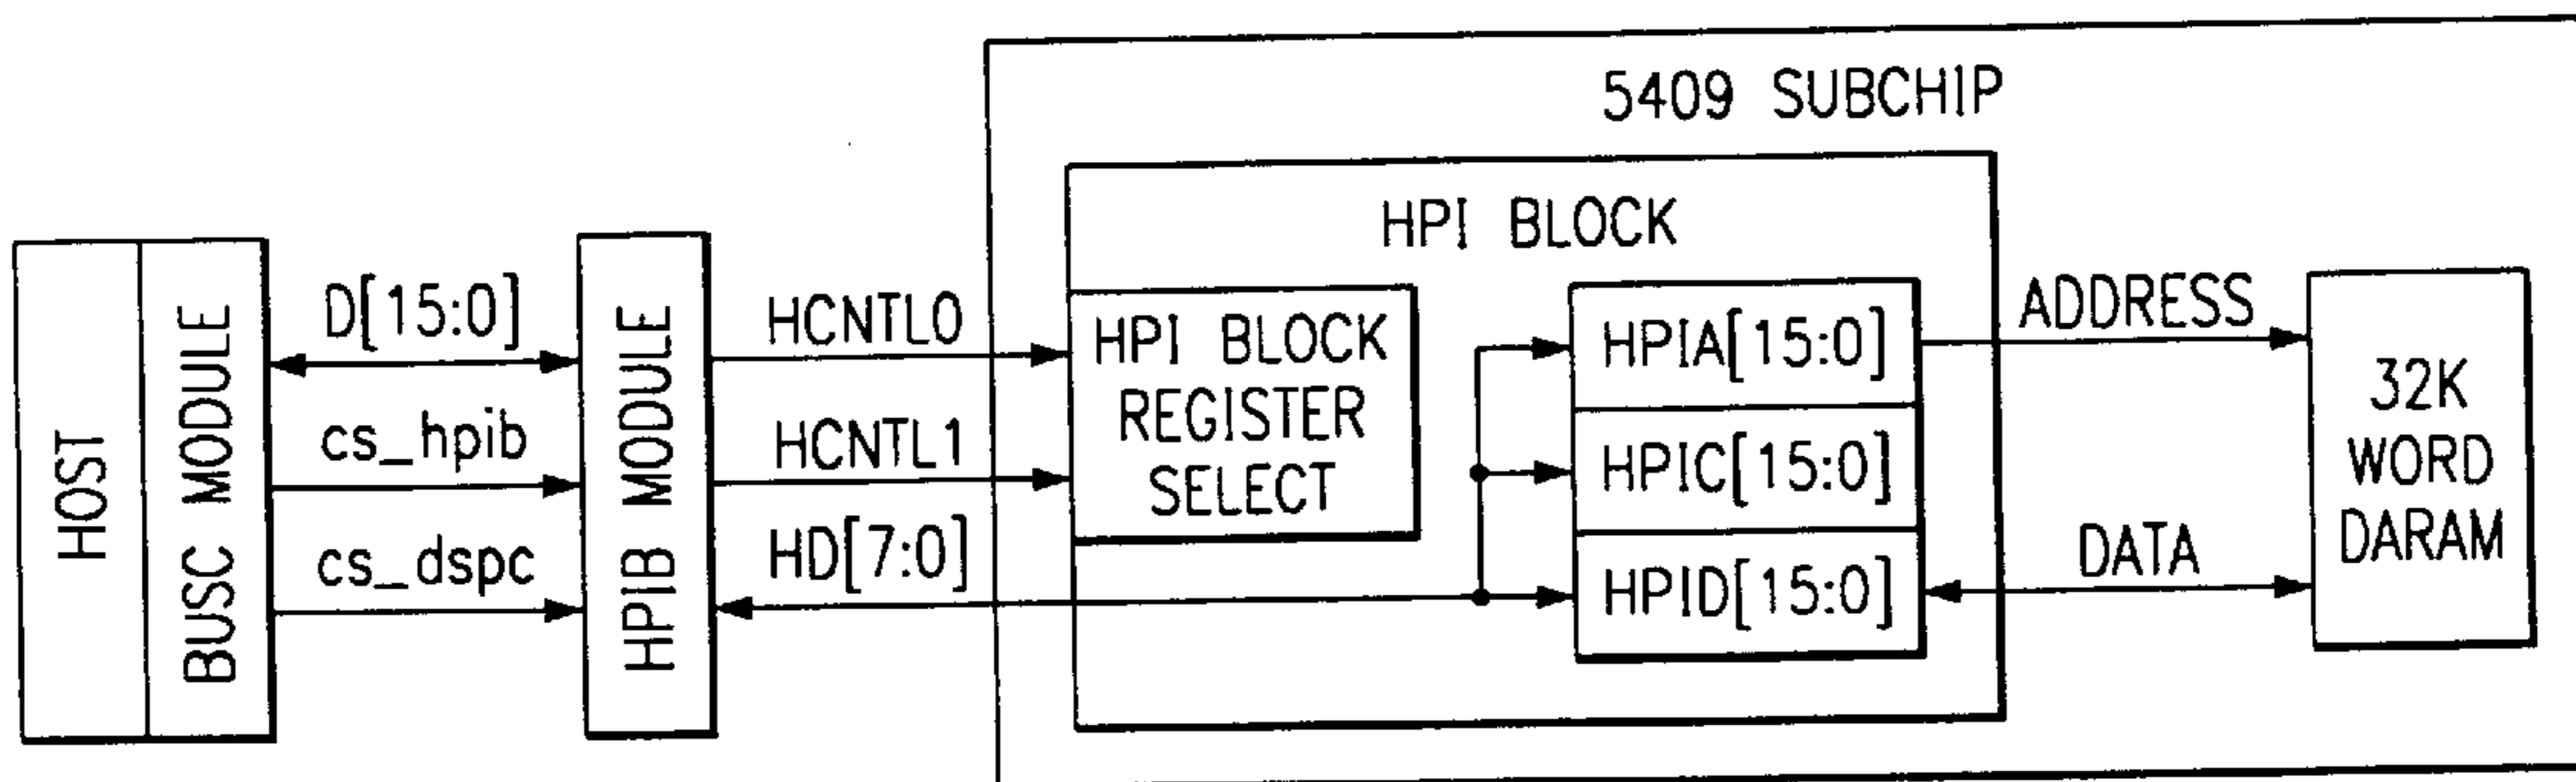 5409 SUBCHIP
HPI BLOCK
HOST
BUSC MODULE
D[15:0]
cs_hpib
cs_dspc
HPIB MODULE
HCNTL0
HCNTL1
HD[7:0]
HPI BLOCK
REGISTER
SELECT
HPIA[15:0]
HPIC[15:0]
HPID[15:0]
ADDRESS
DATA
32K
WORD
DARAM